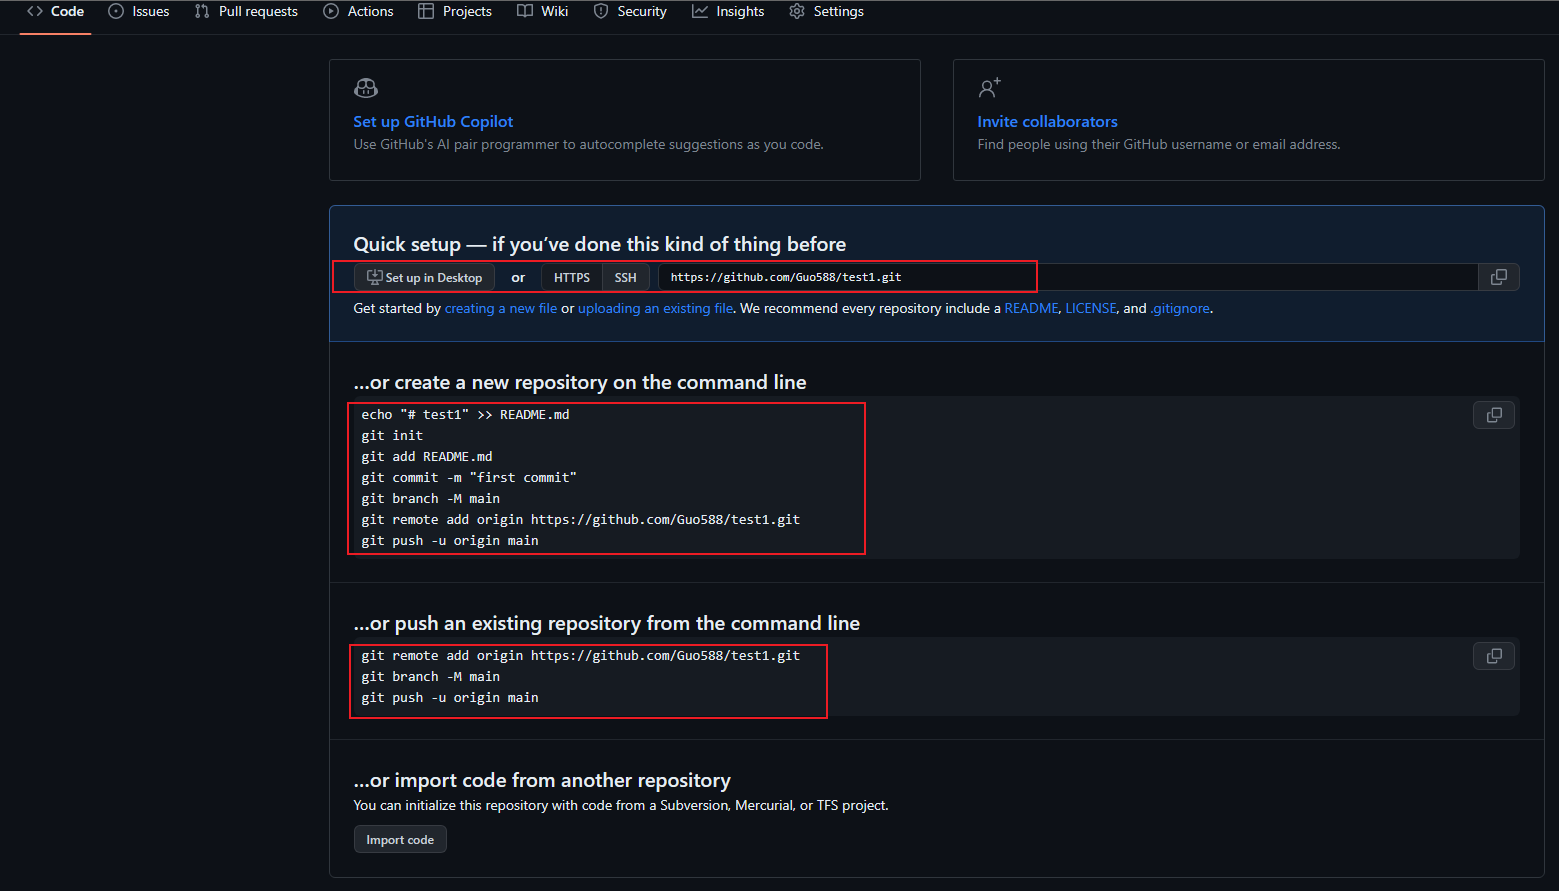 Code Issues Pull requests Actions Projects Wiki Security Insights Settings
Set up GitHub Copilot
Use GitHub's AI pair programmer to autocomplete suggestions as you code.
Invite collaborators
Find people using their GitHub username or email address.
Quick setup — if you’ve done this kind of thing before
Set up in Desktop or HTTPS SSH https://github.com/Guo588/test1.git
Get started by creating a new file or uploading an existing file. We recommend every repository include a README, LICENSE, and .gitignore.
…or create a new repository on the command line
echo "# test1" >> README.md
git init
git add README.md
git commit -m "first commit"
git branch -M main
git remote add origin https://github.com/Guo588/test1.git
git push -u origin main
…or push an existing repository from the command line
git remote add origin https://github.com/Guo588/test1.git
git branch -M main
git push -u origin main
…or import code from another repository
You can initialize this repository with code from a Subversion, Mercurial, or TFS project.
Import code